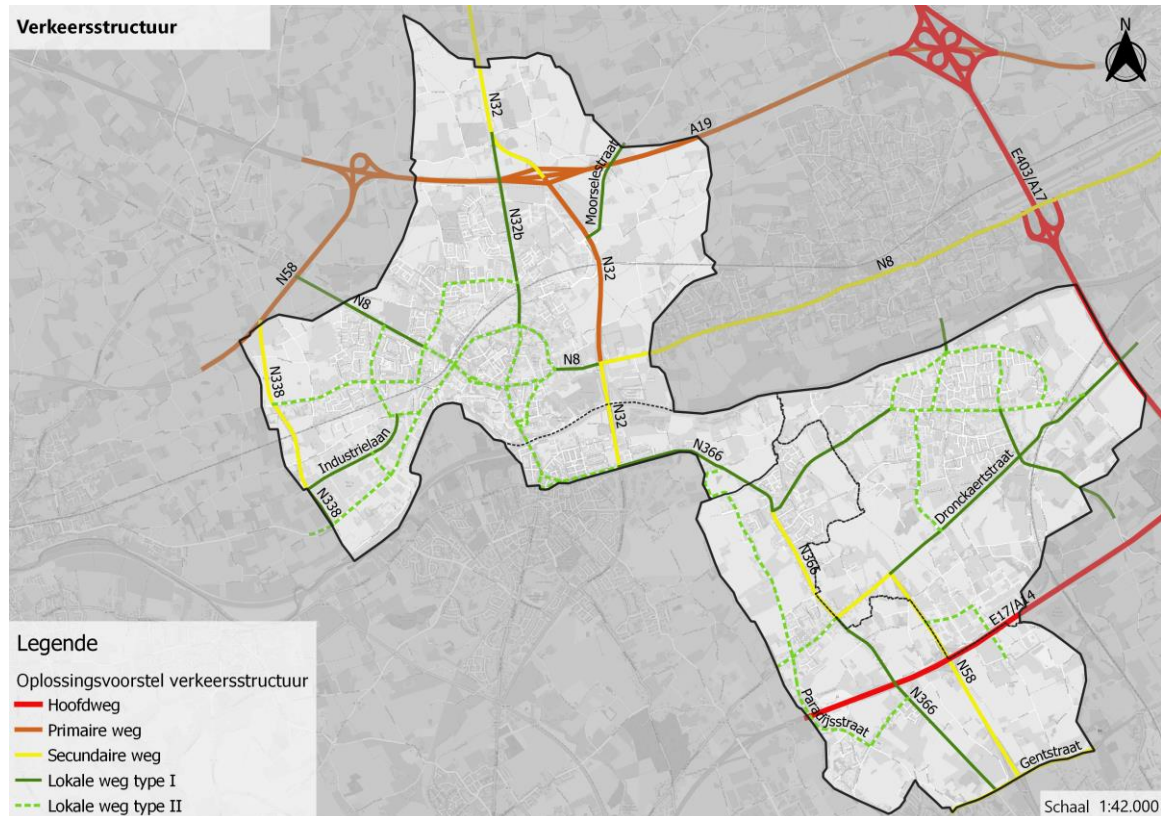 Verkeersstructuur
N
N32
A19
Moorselestraat
E403/A17
N32b
N58
N32
N8
N8
N8
N338
N32
Industrielaan
N366
N338
Dronckaertstraat
N366
E17/A14
N58
N366
Paradijsstraat
Gentstraat
Legende
Oplossingsvoorstel verkeersstructuur
Hoofdweg
Primaire weg
Secundaire weg
Lokale weg type I
Lokale weg type II
Schaal 1:42.000